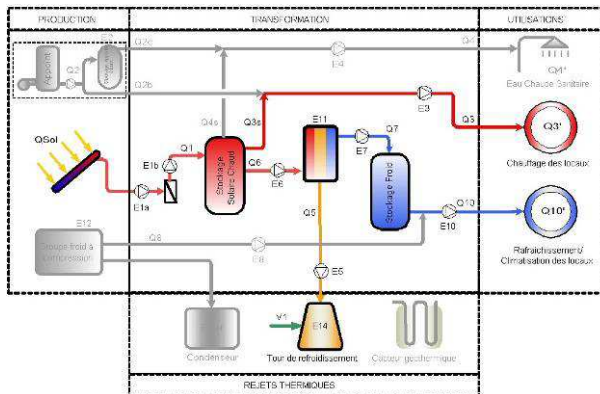 PRODUCTION
TRANSFORMATION
UTILISATIONS
Appoint
Q2
Q2c
Q2b
E4
Q4
Q4'
Eau Chaude Sanitaire
QSol
Q1
E1b
E1a
Q4s
Q3s
Stockage
Solaire Chaud
Q6
E6
E11
Q7
E7
Stockage Froid
E3
Q3
Q3'
Chauffage des locaux
Q10
E10
Q10'
Rafraichissement/
Climatisation des locaux
E12
Groupe froid à
compression
Q8
E8
Q5
E5
Condenseur
V1
E14
Tour de refroidissement
Capteur géothermique
REJETS THERMIQUES